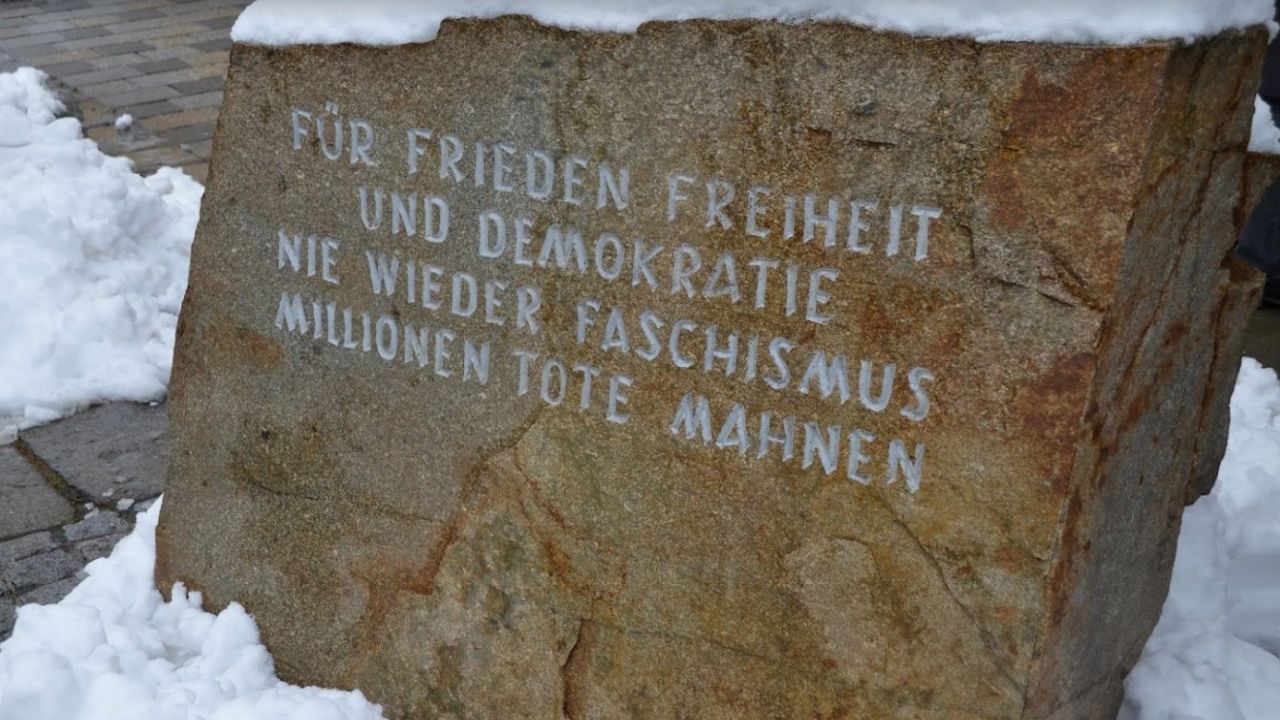 FÜR FRIEDEN FREIHEIT
UND DEMOKRATIE
NIE WIEDER FASCHISMUS
MILLIONEN TOTE MAHNEN